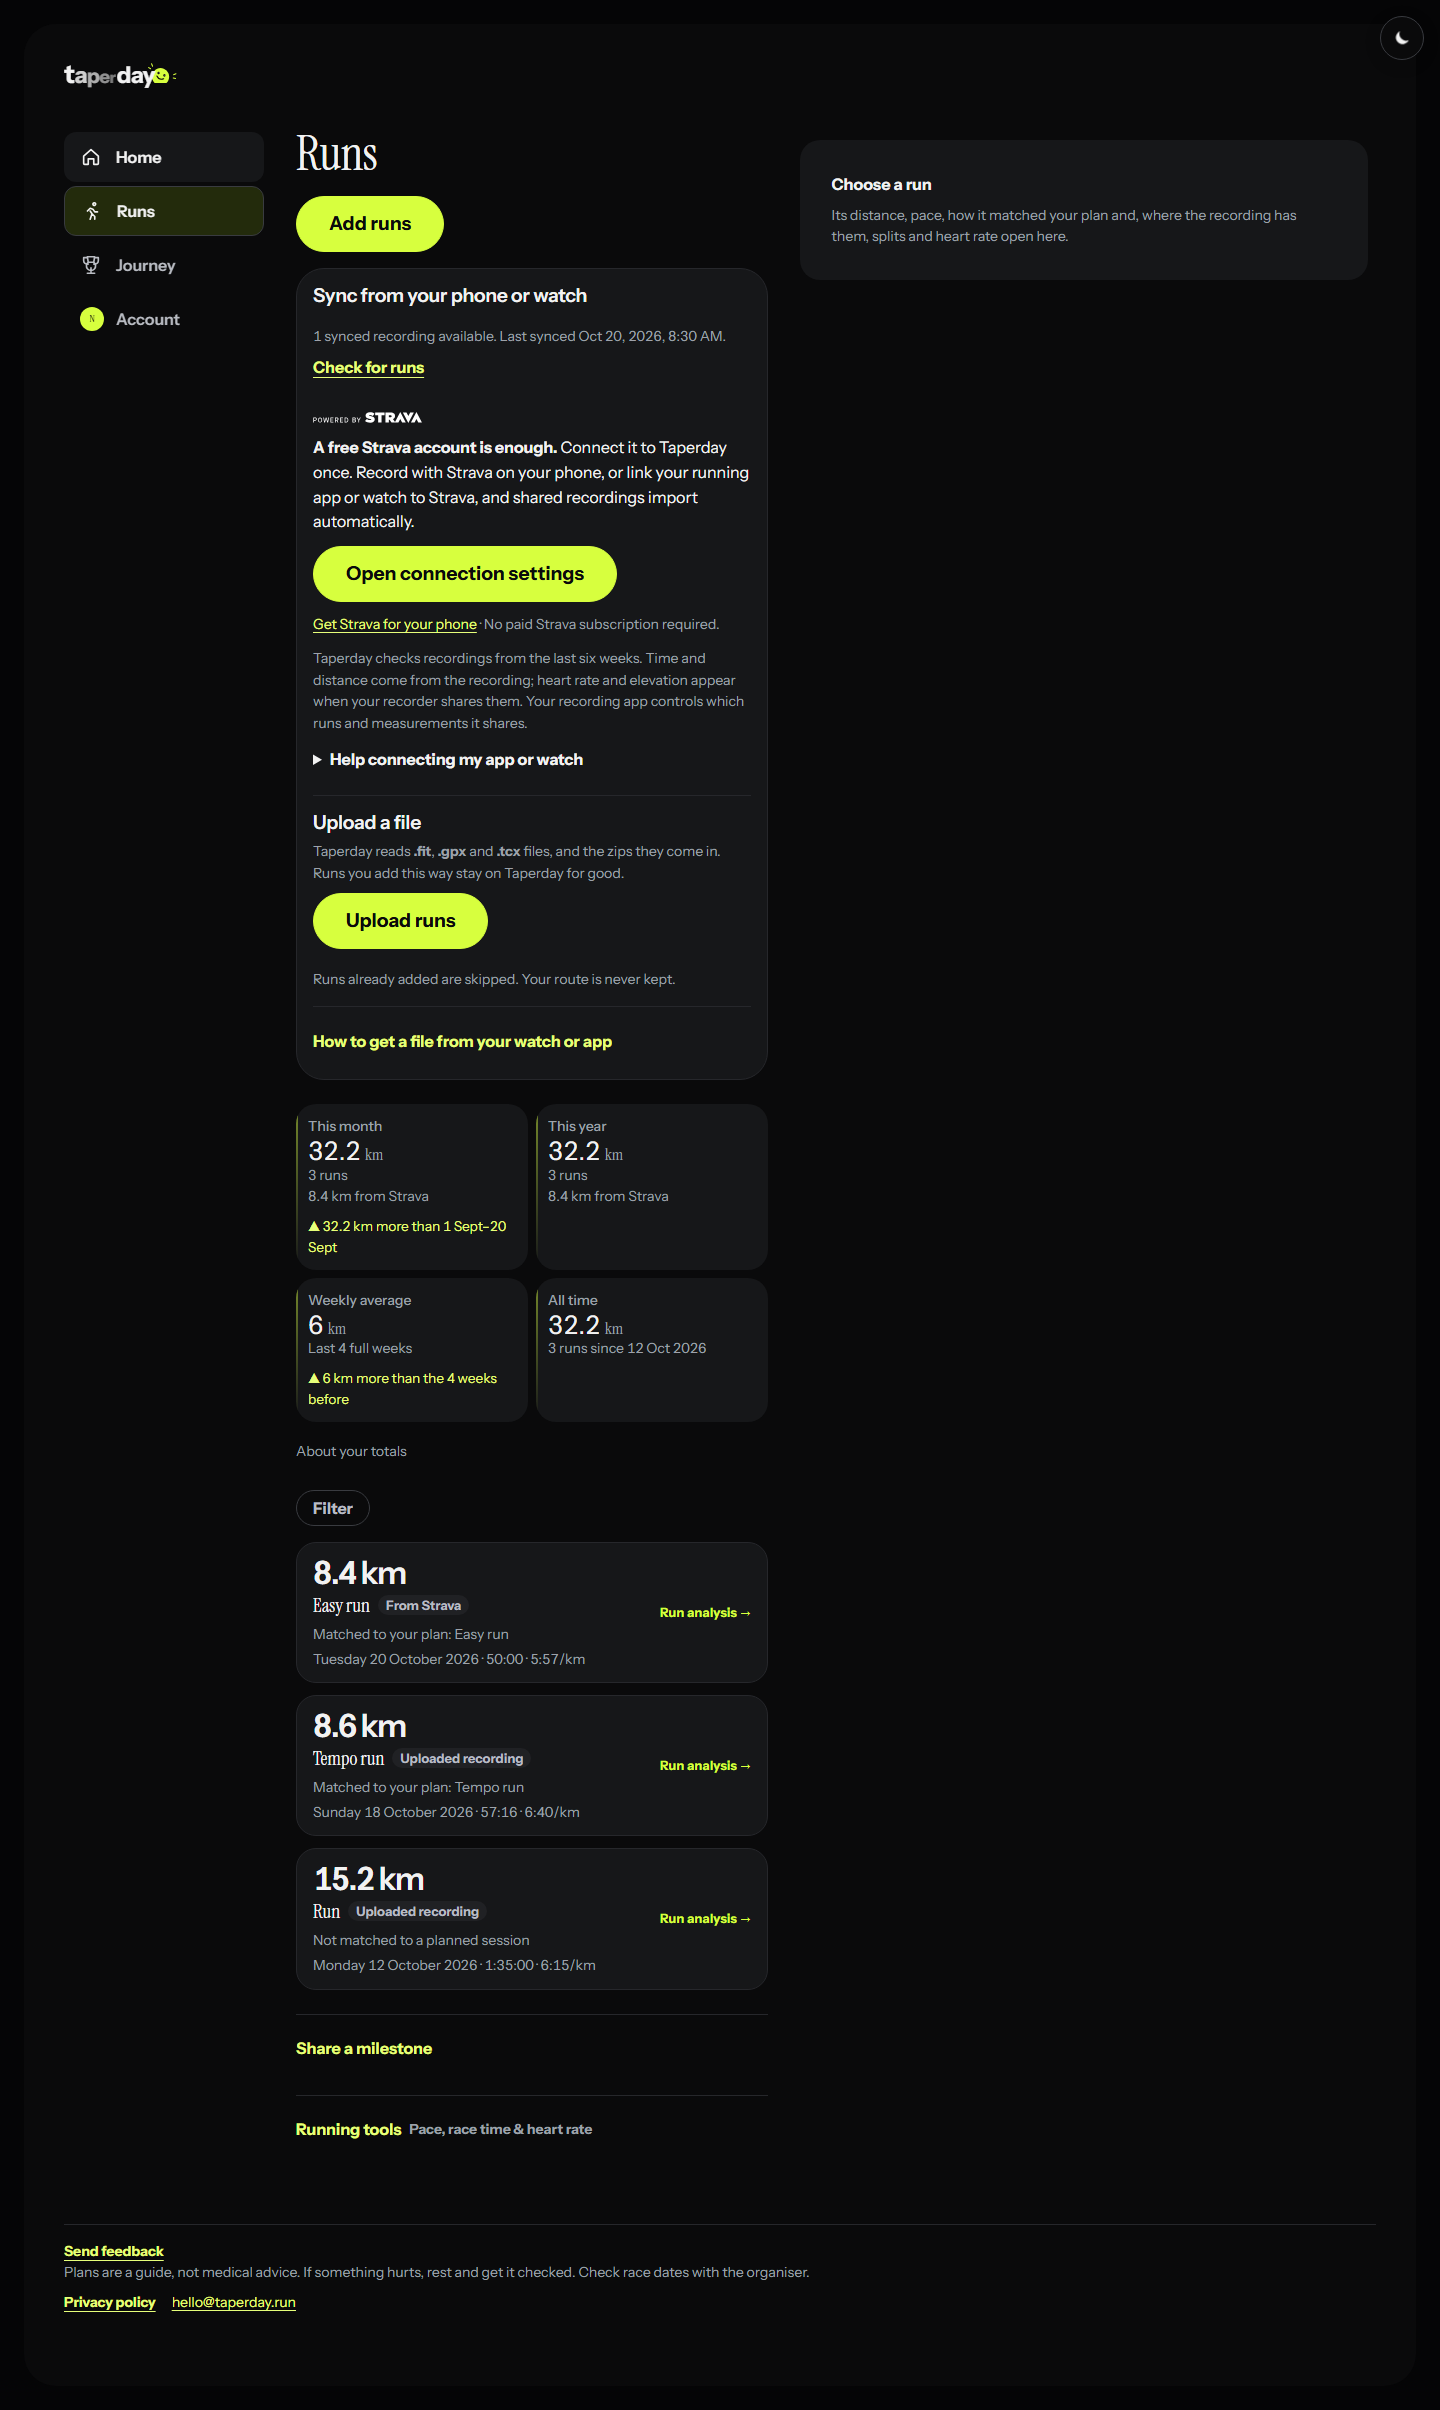 taperday
Home
Runs
Journey
N
Account
Runs
Add runs
Sync from your phone or watch
1 synced recording available. Last synced Oct 20, 2026, 8:30 AM.
Check for runs
POWERED BY STRAVA
A free Strava account is enough. Connect it to Taperday
once. Record with Strava on your phone, or link your running
app or watch to Strava, and shared recordings import
automatically.
Open connection settings
Get Strava for your phone · No paid Strava subscription required.
Taperday checks recordings from the last six weeks. Time and
distance come from the recording; heart rate and elevation appear
when your recorder shares them. Your recording app controls which
runs and measurements it shares.
▶ Help connecting my app or watch
Upload a file
Taperday reads .fit, .gpx and .tcx files, and the zips they come in.
Runs you add this way stay on Taperday for good.
Upload runs
Runs already added are skipped. Your route is never kept.
How to get a file from your watch or app
This month
32.2 km
3 runs
8.4 km from Strava
▲ 32.2 km more than 1 Sept–20
Sept
This year
32.2 km
3 runs
8.4 km from Strava
Weekly average
6 km
Last 4 full weeks
▲ 6 km more than the 4 weeks
before
All time
32.2 km
3 runs since 12 Oct 2026
About your totals
Filter
8.4 km
Easy run From Strava
Run analysis →
Matched to your plan: Easy run
Tuesday 20 October 2026 · 50:00 · 5:57/km
8.6 km
Tempo run Uploaded recording
Run analysis →
Matched to your plan: Tempo run
Sunday 18 October 2026 · 57:16 · 6:40/km
15.2 km
Run Uploaded recording
Run analysis →
Not matched to a planned session
Monday 12 October 2026 · 1:35:00 · 6:15/km
Share a milestone
Running tools Pace, race time & heart rate
Choose a run
Its distance, pace, how it matched your plan and, where the recording has
them, splits and heart rate open here.
Send feedback
Plans are a guide, not medical advice. If something hurts, rest and get it checked. Check race dates with the organiser.
Privacy policy hello@taperday.run